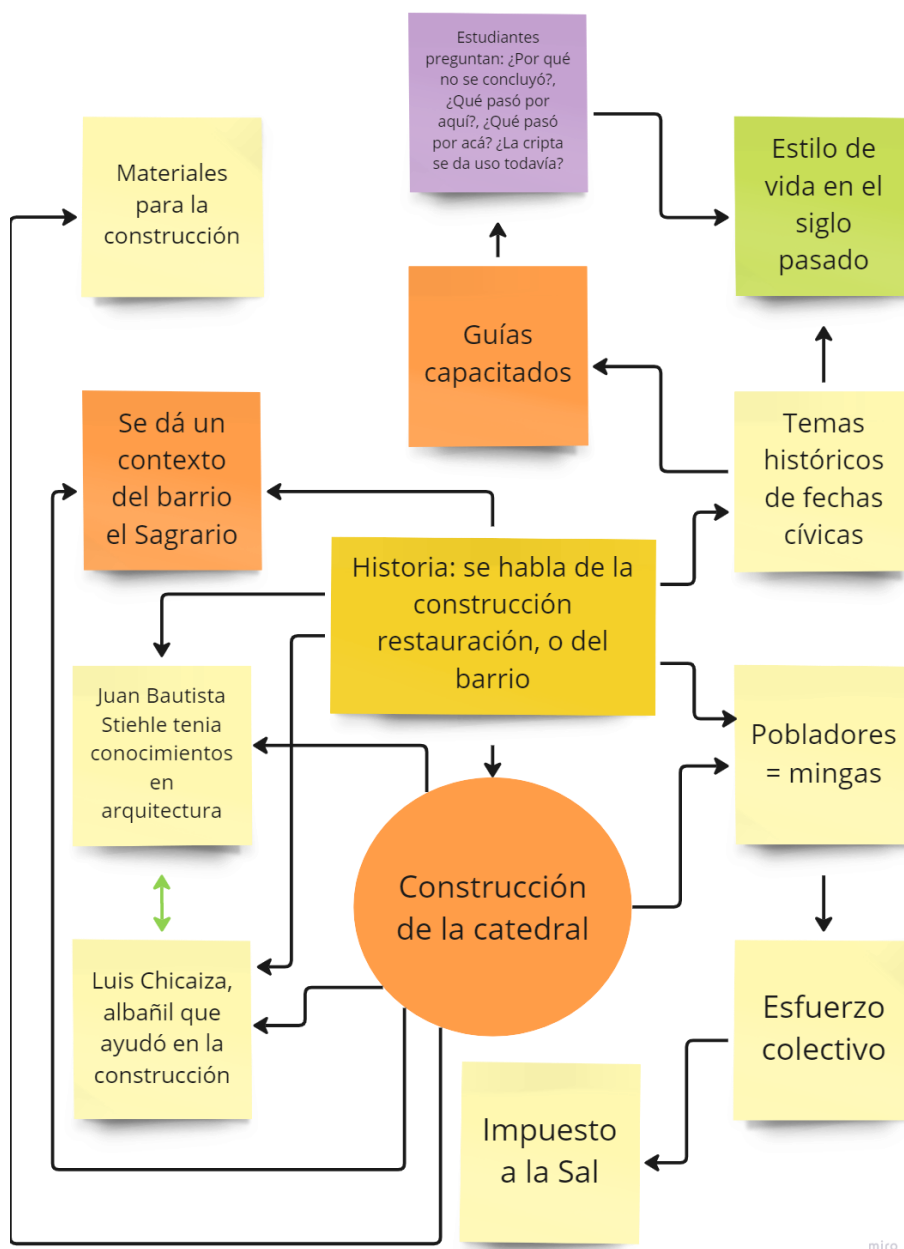 Estudiantes
preguntan: ¿Por qué
no se concluyó?,
¿Qué pasó por
aquí?, ¿Qué pasó
por acá? ¿La cripta
se da uso todavía?
Materiales
para la
construcción
Estilo de
vida en el
siglo
pasado
Guías
capacitados
Se dá un
contexto
del barrio
el Sagrario
Temas
históricos
de fechas
cívicas
Historia: se habla de la
construcción
restauración, o del
barrio
Juan Bautista
Stiehle tenia
conocimientos
en
arquitectura
Pobladores
= mingas
Construcción
de la catedral
Luis Chicaiza,
albañil que
ayudó en la
construcción
Esfuerzo
colectivo
Impuesto
a la Sal
miro